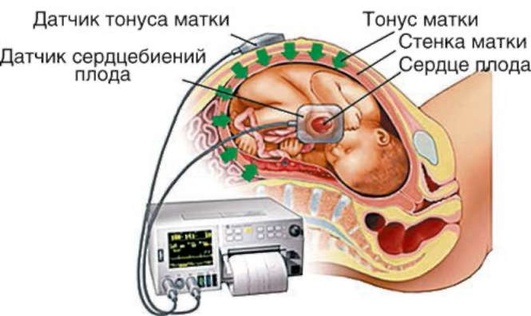 Датчик тонуса матки
Датчик сердцебиений
плода
Тонус матки
Стенка матки
Сердце плода